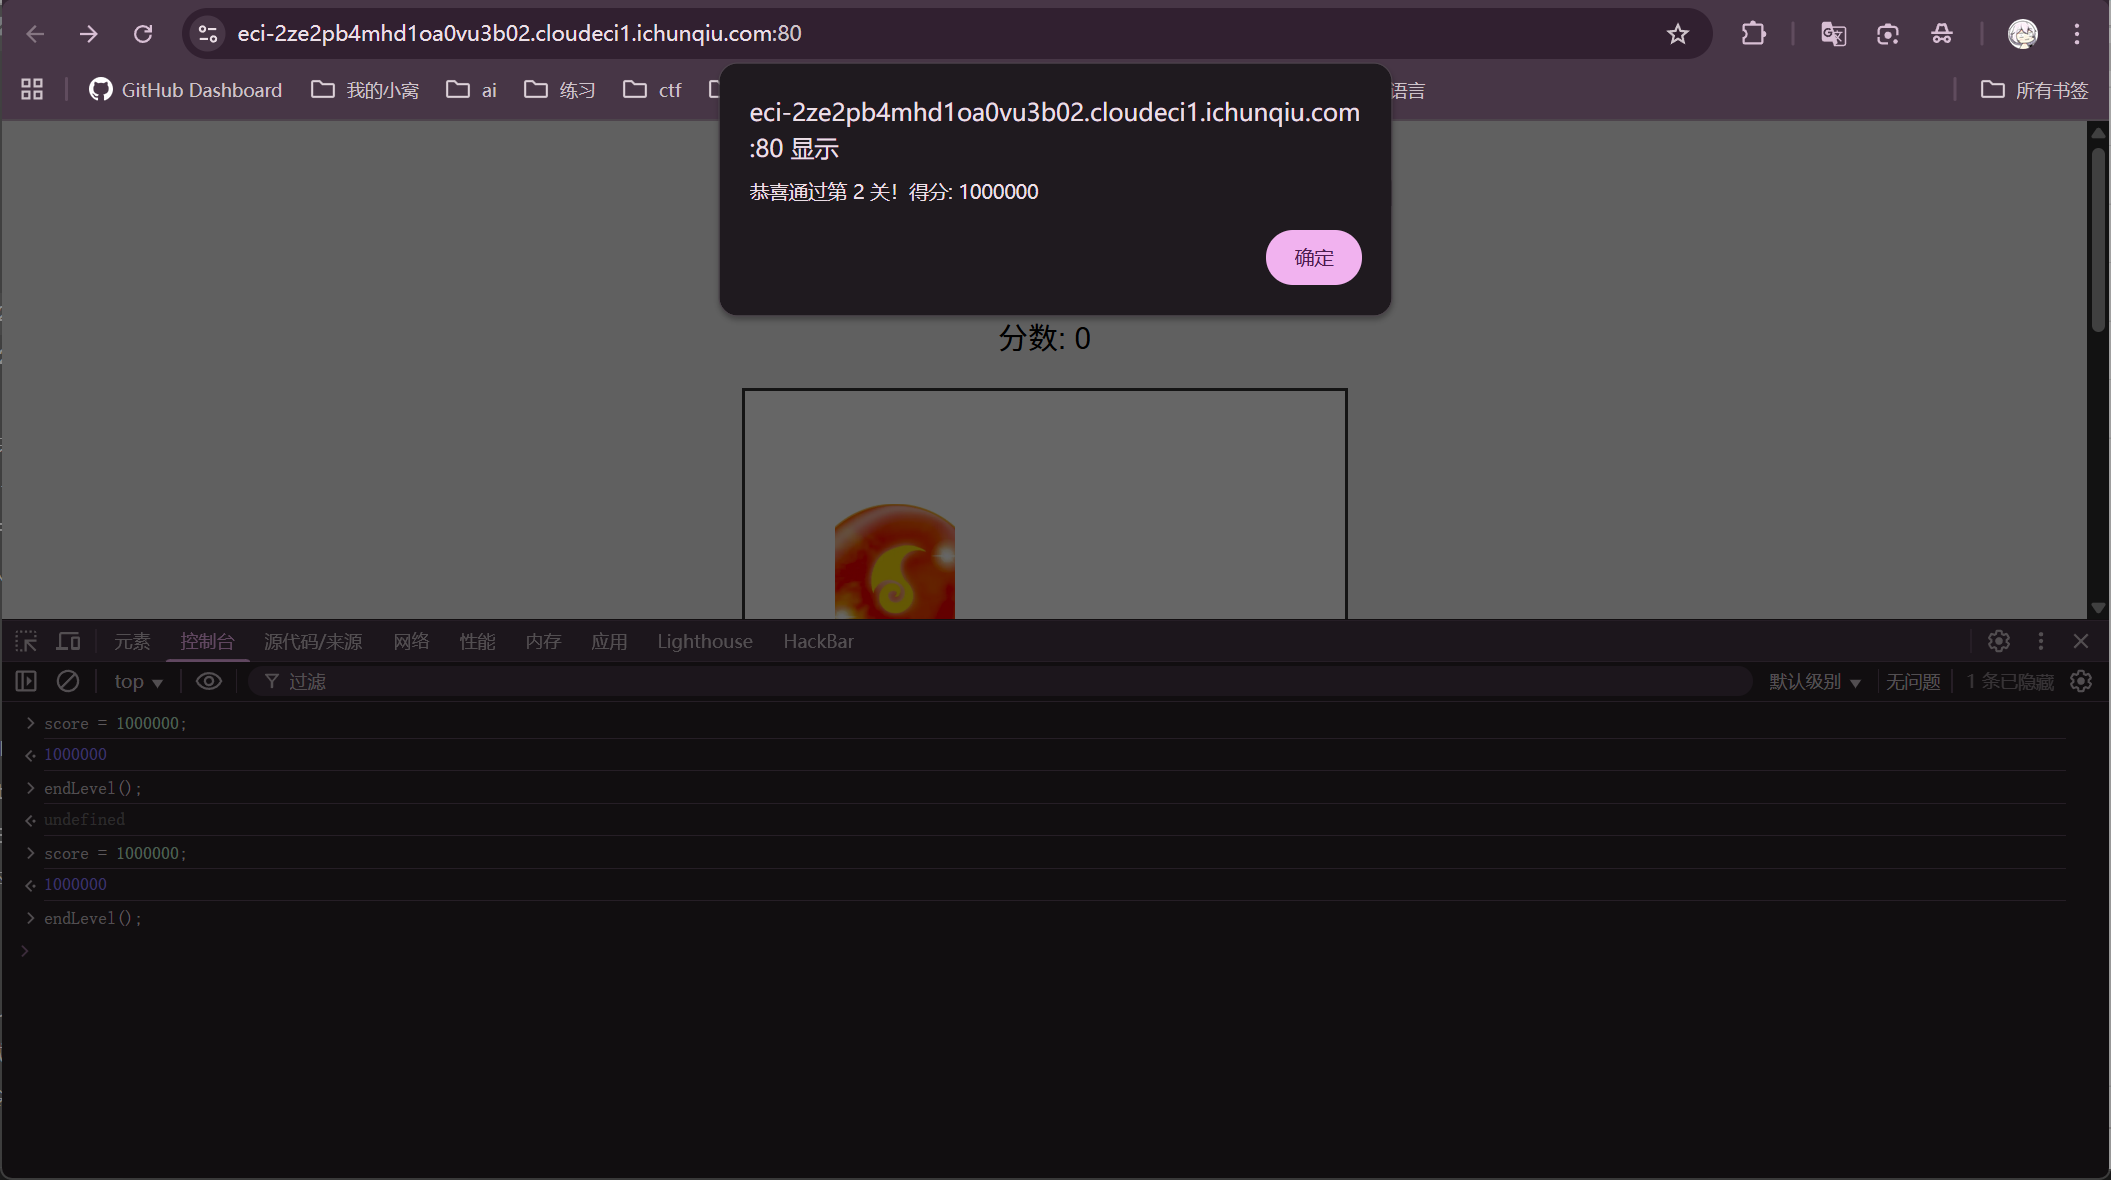 eci-2ze2pb4mhd1oa0vu3b02.cloudeci1.ichunqiu.com:80
GitHub Dashboard
我的小窝
ai
练习
ctf
语言
所有书签
eci-2ze2pb4mhd1oa0vu3b02.cloudeci1.ichunqiu.com
:80 显示
恭喜通过第 2 关！得分: 1000000
确定
分数: 0
元素 控制台 源代码/来源 网络 性能 内存 应用 Lighthouse HackBar
top 过滤 默认级别 无问题 1 条已隐藏
score = 1000000;
1000000
endLevel();
undefined
score = 1000000;
1000000
endLevel();